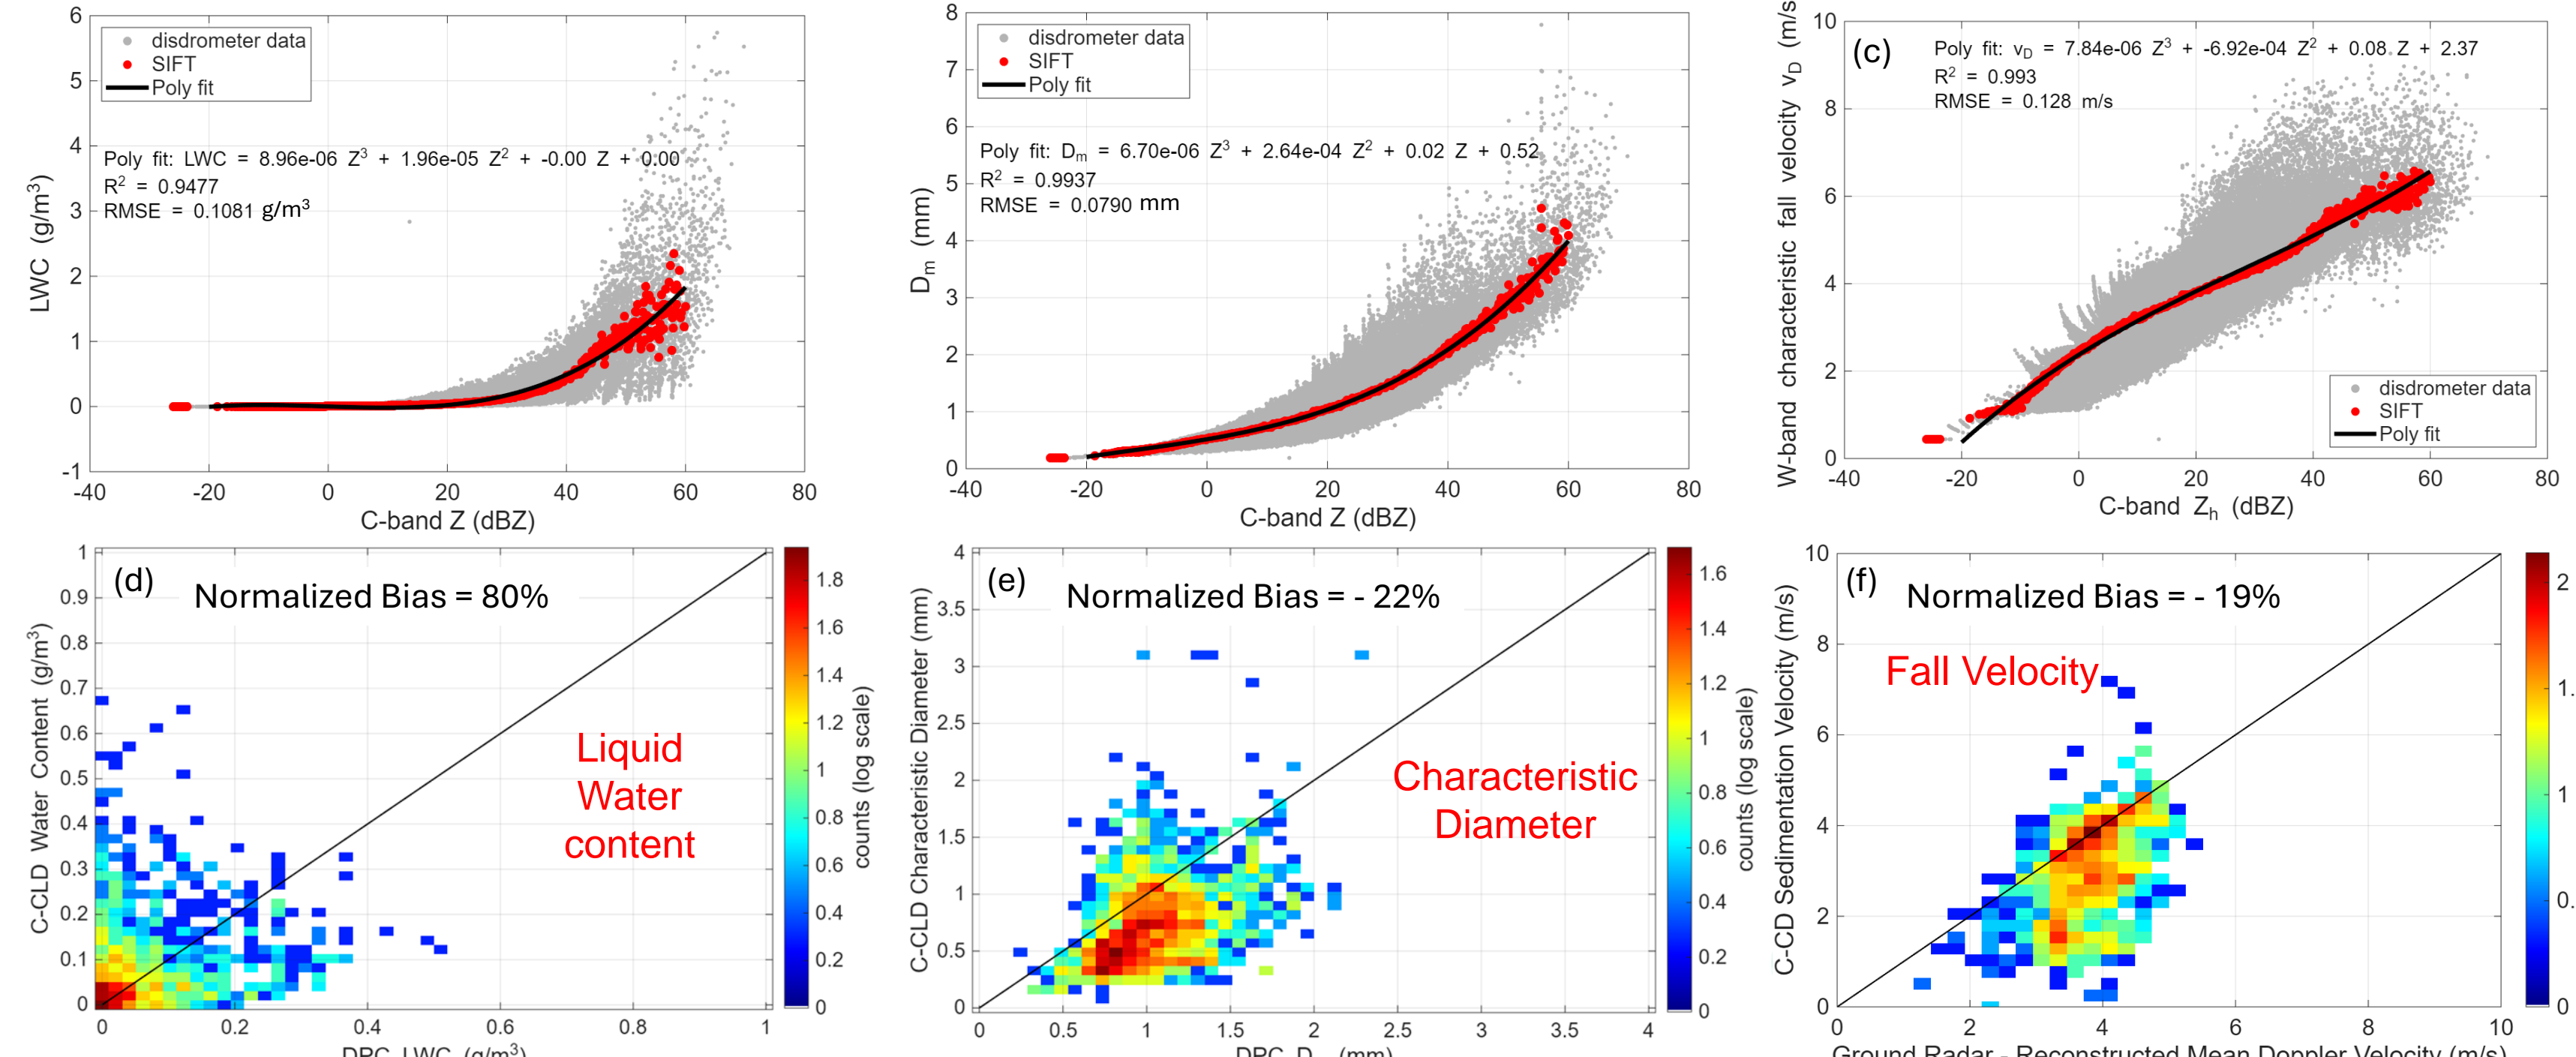 6
5
4
3
2
1
0
-1
-40
-20
0
20
40
60
80
LWC (g/m³)
C-band Z (dBZ)
disdrometer data
SIFT
Poly fit
Poly fit: LWC = 8.96e-06 Z³ + 1.96e-05 Z² + -0.00 Z + 0.00
R² = 0.9477
RMSE = 0.1081 g/m³
8
7
6
5
4
3
2
1
0
-40
-20
0
20
40
60
80
Dm (mm)
C-band Z (dBZ)
disdrometer data
SIFT
Poly fit
Poly fit: Dm = 6.70e-06 Z³ + 2.64e-04 Z² + 0.02 Z + 0.52
R² = 0.9937
RMSE = 0.0790 mm
10
8
6
4
2
0
-40
-20
0
20
40
60
80
W-band characteristic fall velocity vD (m/s
C-band Zh (dBZ)
(c)
Poly fit: vD = 7.84e-06 Z³ + -6.92e-04 Z² + 0.08 Z + 2.37
R² = 0.993
RMSE = 0.128 m/s
disdrometer data
SIFT
Poly fit
(d)
Normalized Bias = 80%
Liquid
Water
content
1
0.9
0.8
0.7
0.6
0.5
0.4
0.3
0.2
0.1
0
0
0.2
0.4
0.6
0.8
1
C-CLD Water Content (g/m³)
DPC LWC (g/m³)
1.8
1.6
1.4
1.2
1
0.8
0.6
0.4
0.2
0
counts (log scale)
(e)
Normalized Bias = - 22%
Characteristic
Diameter
4
3.5
3
2.5
2
1.5
1
0.5
0
0
0.5
1
1.5
2
2.5
3
3.5
4
C-CLD Characteristic Diameter (mm)
DPC D (mm)
1.6
1.4
1.2
1
0.8
0.6
0.4
0.2
0
counts (log scale)
(f)
Normalized Bias = - 19%
Fall Velocity
10
8
6
4
2
0
0
2
4
6
8
10
C-CD Sedimentation Velocity (m/s)
Ground Radar - Reconstructed Mean Doppler Velocity (m/s)
2
1.
1
0.
0